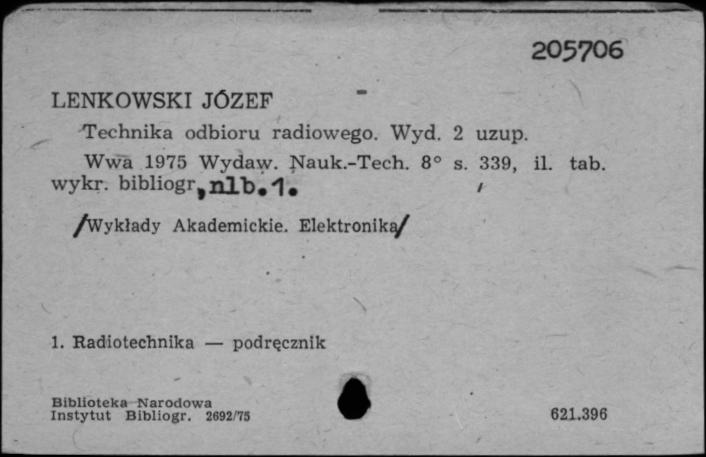 205706
LENKOWSKI JÓZEF
Technika odbioru radiowego. Wyd. 2 uzup.
Wwa 1975 Wydaw. Nauk.-Tech. 8° s. 339, il. tab.
wykr. bibliogr, nlb. 1.
/Wykłady Akademickie. Elektronika/
1. Radiotechnika — podręcznik
Biblioteka Narodowa
Instytut Bibliogr. 2692/75
621.396